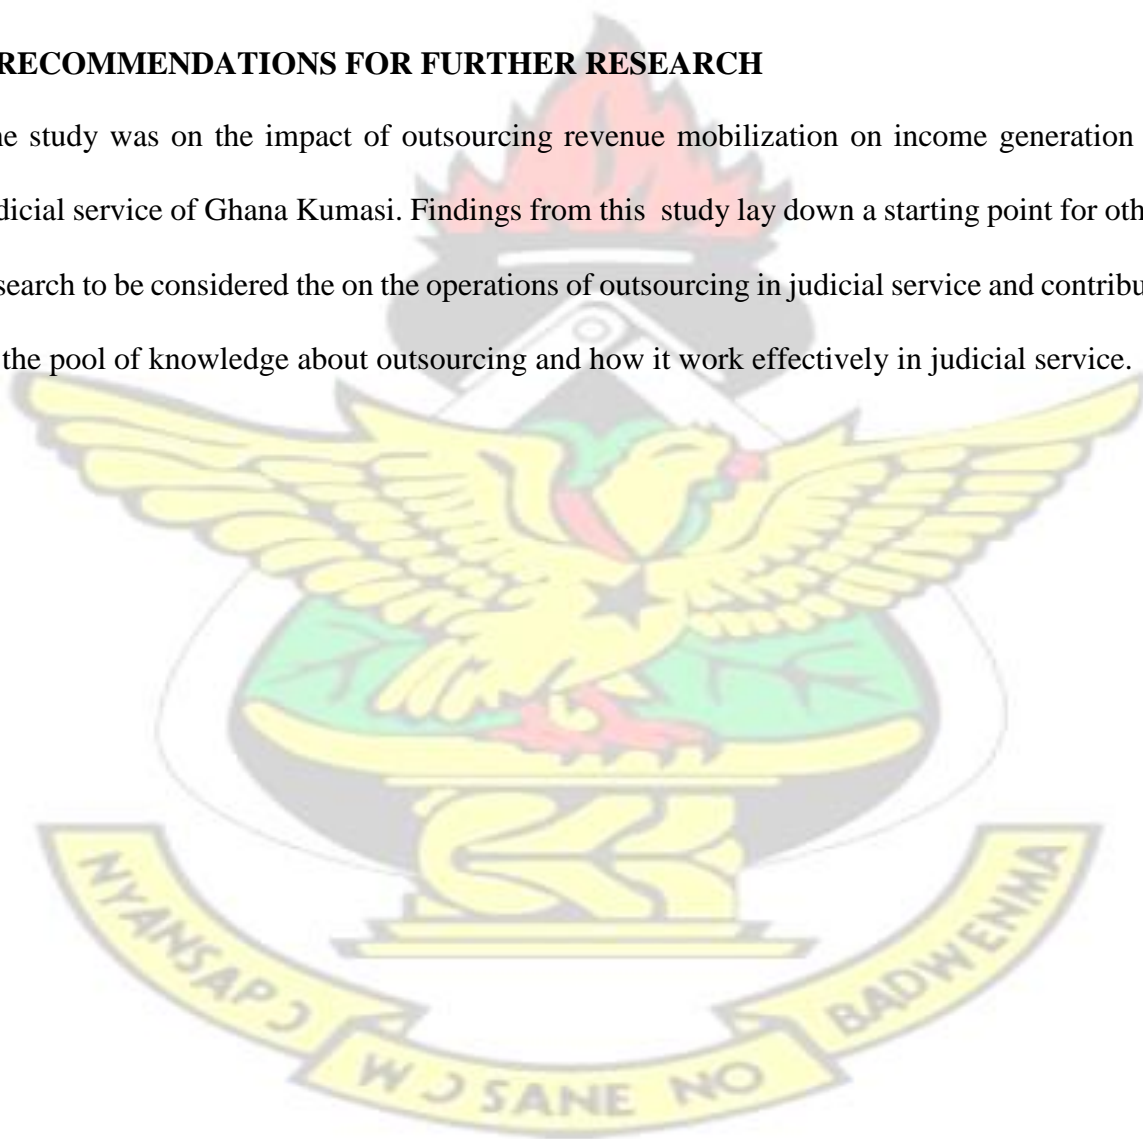 RECOMMENDATIONS FOR FURTHER RESEARCH
study was on the impact of outsourcing revenue mobilization on income generation
service of Ghana Kumasi. Findings from this study lay down a starting point for
to be considered the on the operations of outsourcing in judicial service and
the pool of knowledge about outsourcing and how it work effectively in judicial service.
NYANSAPƆ
WƆ SANE NO
BADWENMA